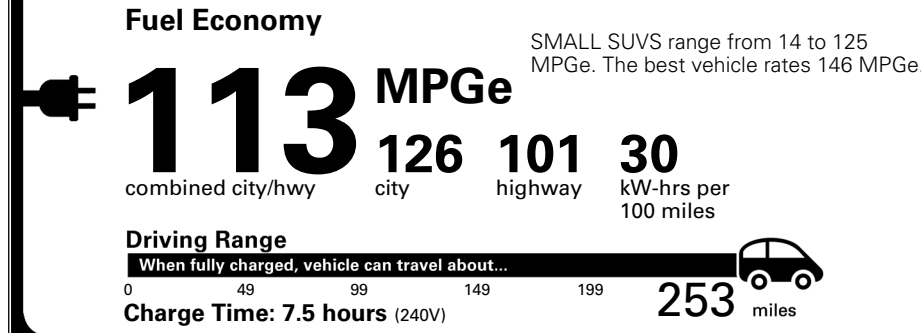 Fuel Economy
SMALL SUVS range from 14 to 125
MPGe. The best vehicle rates 146 MPGe.
113 MPGe
combined city/hwy
126
city
101
highway
30
kW-hrs per
100 miles
Driving Range
When fully charged, vehicle can travel about...
0 49 99 149 199 253 miles
Charge Time: 7.5 hours (240V)